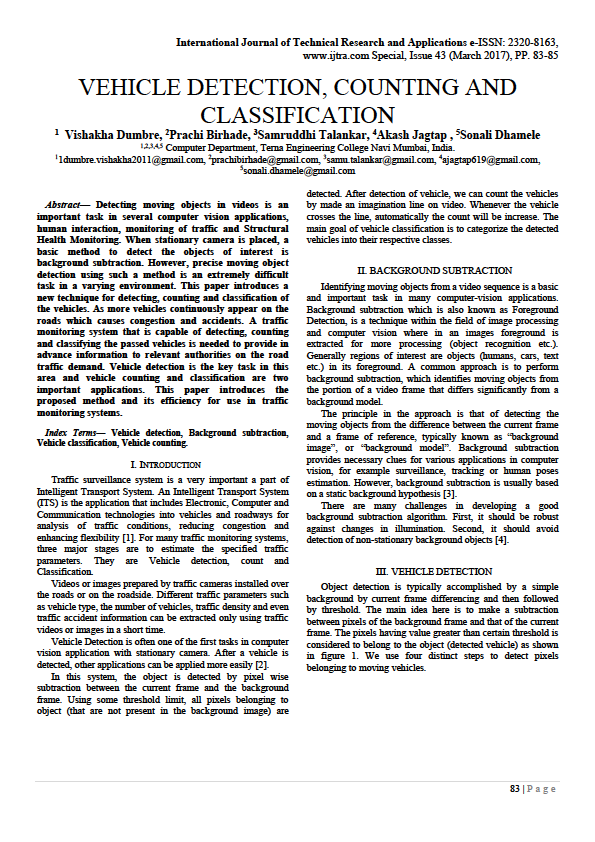 International Journal of Technical Research and Applications e-ISSN: 2320-8163,
www.ijtra.com Special, Issue 43 (March 2017), PP. 83-85
VEHICLE DETECTION, COUNTING AND
CLASSIFICATION
1 Vishakha Dumbre, 2Prachi Birhade, 3Samruddhi Talankar, 4Akash Jagtap , 5Sonali Dhamele
1,2,3,4,5 Computer Department, Terna Engineering College Navi Mumbai, India.
11dumbre.vishakha2011@gmail.com, 2prachibirhade@gmail.com, 3samu.talankar@gmail.com, 4ajagtap619@gmail.com,
5sonali.dhamele@gmail.com
Abstract— Detecting moving objects in videos is an
important task in several computer vision applications,
human interaction, monitoring of traffic and Structural
Health Monitoring. When stationary camera is placed, a
basic method to detect the objects of interest is
background subtraction. However, precise moving object
detection using such a method is an extremely difficult
task in a varying environment. This paper introduces a
new technique for detecting, counting and classification of
the vehicles. As more vehicles continuously appear on the
roads which causes congestion and accidents. A traffic
monitoring system that is capable of detecting, counting
and classifying the passed vehicles is needed to provide in
advance information to relevant authorities on the road
traffic demand. Vehicle detection is the key task in this
area and vehicle counting and classification are two
important applications. This paper introduces the
proposed method and its efficiency for use in traffic
monitoring systems.
Index Terms— Vehicle detection, Background subtraction,
Vehicle classification, Vehicle counting.
I. INTRODUCTION
Traffic surveillance system is a very important a part of
Intelligent Transport System. An Intelligent Transport System
(ITS) is the application that includes Electronic, Computer and
Communication technologies into vehicles and roadways for
analysis of traffic conditions, reducing congestion and
enhancing flexibility [1]. For many traffic monitoring systems,
three major stages are to estimate the specified traffic
parameters. They are Vehicle detection, count and
Classification.
Videos or images prepared by traffic cameras installed over
the roads or on the roadside. Different traffic parameters such
as vehicle type, the number of vehicles, traffic density and even
traffic accident information can be extracted only using traffic
videos or images in a short time.
Vehicle Detection is often one of the first tasks in computer
vision application with stationary camera. After a vehicle is
detected, other applications can be applied more easily [2].
In this system, the object is detected by pixel wise
subtraction between the current frame and the background
frame. Using some threshold limit, all pixels belonging to
object (that are not present in the background image) are
detected. After detection of vehicle, we can count the vehicles
by made an imagination line on video. Whenever the vehicle
crosses the line, automatically the count will be increase. The
main goal of vehicle classification is to categorize the detected
vehicles into their respective classes.
II. BACKGROUND SUBTRACTION
Identifying moving objects from a video sequence is a basic
and important task in many computer-vision applications.
Background subtraction which is also known as Foreground
Detection, is a technique within the field of image processing
and computer vision where in an images foreground is
extracted for more processing (object recognition etc.).
Generally regions of interest are objects (humans, cars, text
etc.) in its foreground. A common approach is to perform
background subtraction, which identifies moving objects from
the portion of a video frame that differs significantly from a
background model.
The principle in the approach is that of detecting the
moving objects from the difference between the current frame
and a frame of reference, typically known as “background
image”, or “background model”. Background subtraction
provides necessary clues for various applications in computer
vision, for example surveillance, tracking or human poses
estimation. However, background subtraction is usually based
on a static background hypothesis [3].
There are many challenges in developing a good
background subtraction algorithm. First, it should be robust
against changes in illumination. Second, it should avoid
detection of non-stationary background objects [4].
III. VEHICLE DETECTION
Object detection is typically accomplished by a simple
background by current frame differencing and then followed
by threshold. The main idea here is to make a subtraction
between pixels of the background frame and that of the current
frame. The pixels having value greater than certain threshold is
considered to belong to the object (detected vehicle) as shown
in figure 1. We use four distinct steps to detect pixels
belonging to moving vehicles.
83 | Page